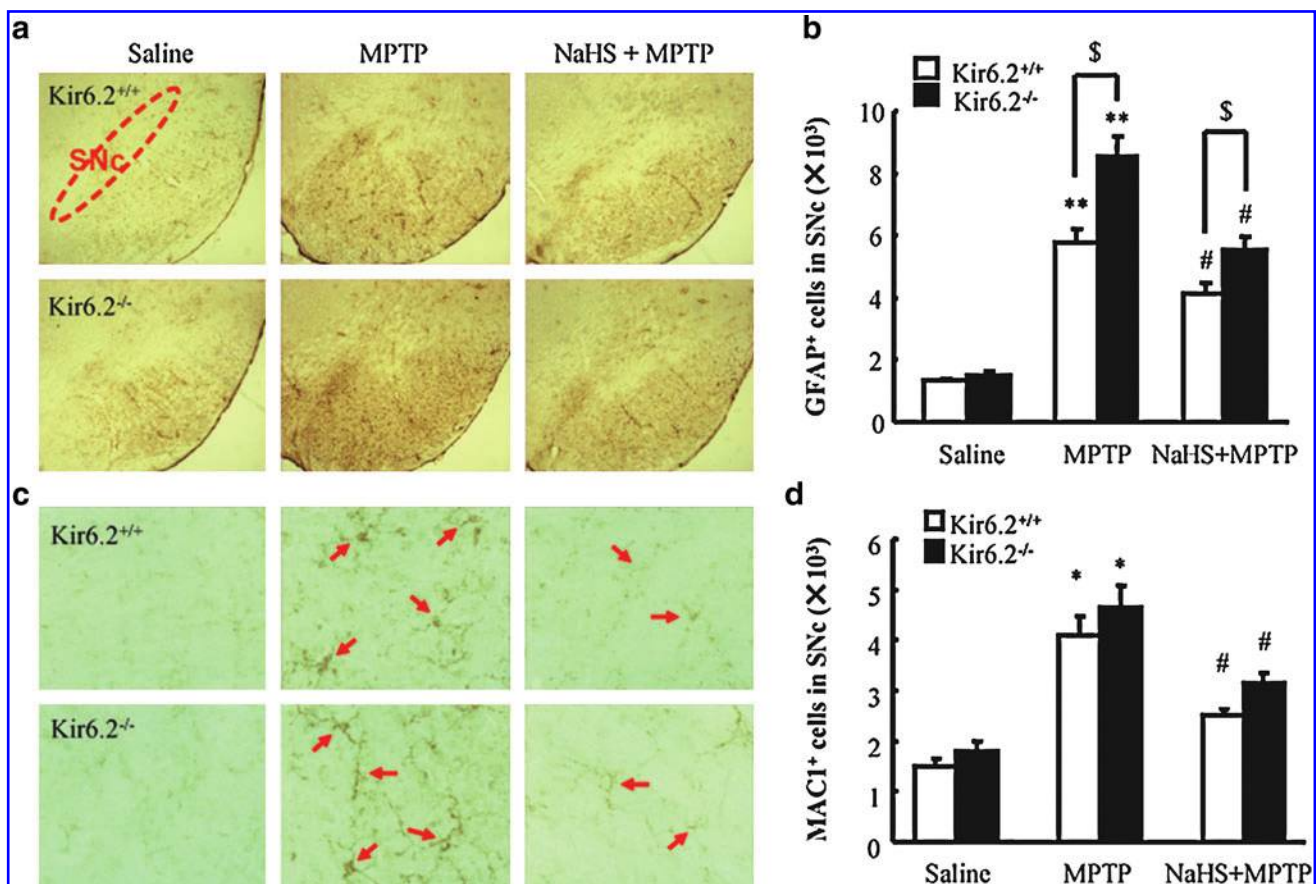 a
Saline MPTP NaHS + MPTP
Kir6.2+/+
SNc
Kir6.2-/-
b
Kir6.2+/+
Kir6.2-/-
$
$
** ** # #
GFAP+ cells in SNc (×10³)
10
8
6
4
2
0
Saline MPTP NaHS+MPTP
c
Kir6.2+/+
Kir6.2-/-
d
Kir6.2+/+
Kir6.2-/-
* * # #
MAC1+ cells in SNc (×10³)
6
5
4
3
2
1
0
Saline MPTP NaHS+MPTP